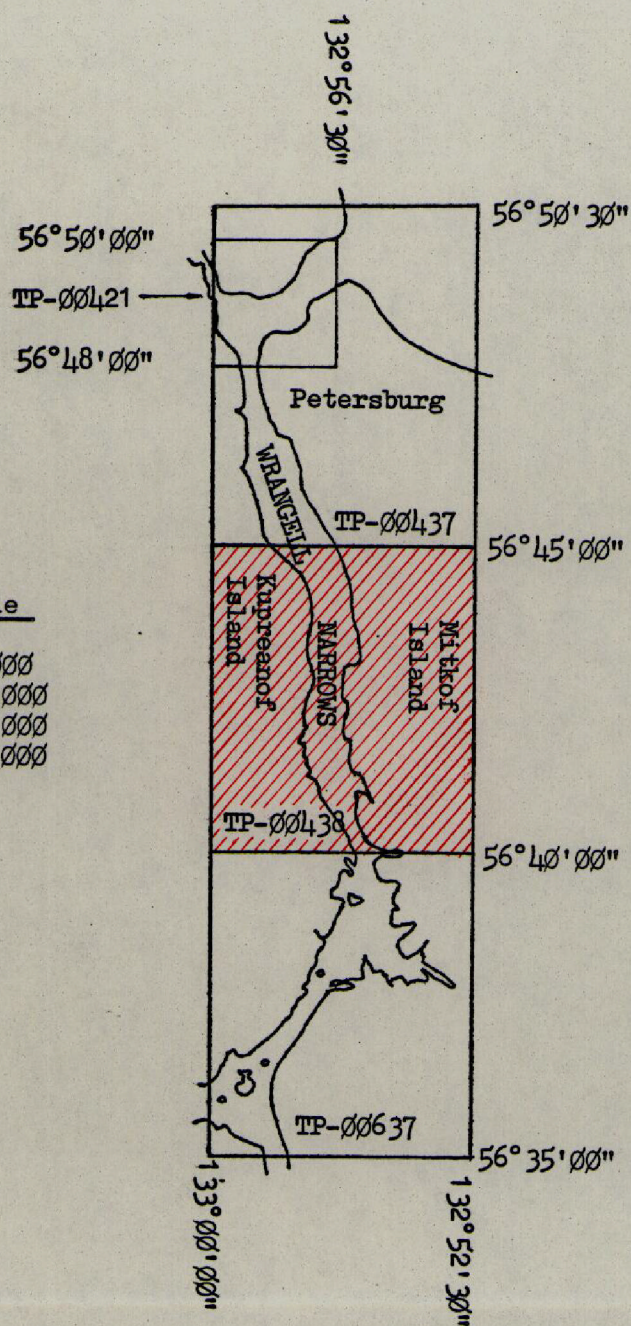 132°56'30"
56°50'30"
56°50'00"
TP-00421
56°48'00"
Petersburg
WRANGELL
TP-00437
56°45'00"
Kupreanof
Island
NARROWS
Mitkof
Island
TP-00438
56°40'00"
TP-00637
56°35'00"
133°00'00"
132°52'30"